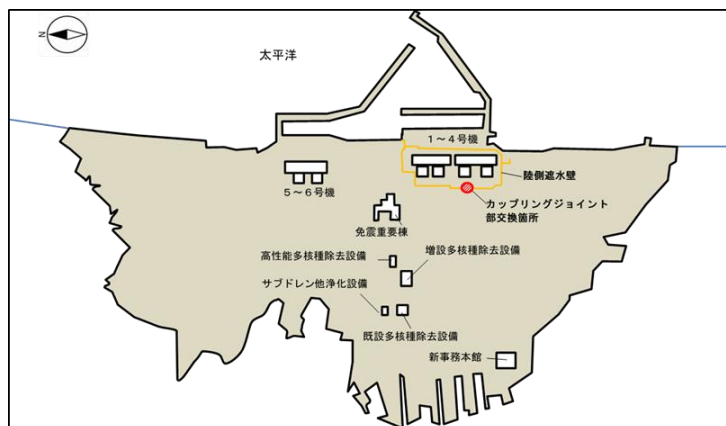 N
太平洋
1～4号機
5～6号機
陸側遮水壁
カップリングジョイント
部交換箇所
免震重要棟
高性能多核種除去設備
増設多核種除去設備
サブドレン他浄化設備
既設多核種除去設備
新事務本館